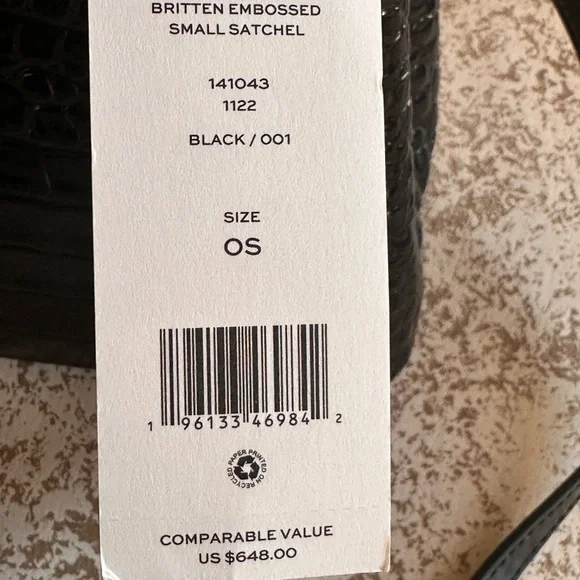 BRITTEN EMBOSSED
SMALL SATCHEL
141043
1122
BLACK / 001
SIZE
OS
1 96133 46984 2
PAPER PRINTED ON RECYCLED
COMPARABLE VALUE
US $648.00